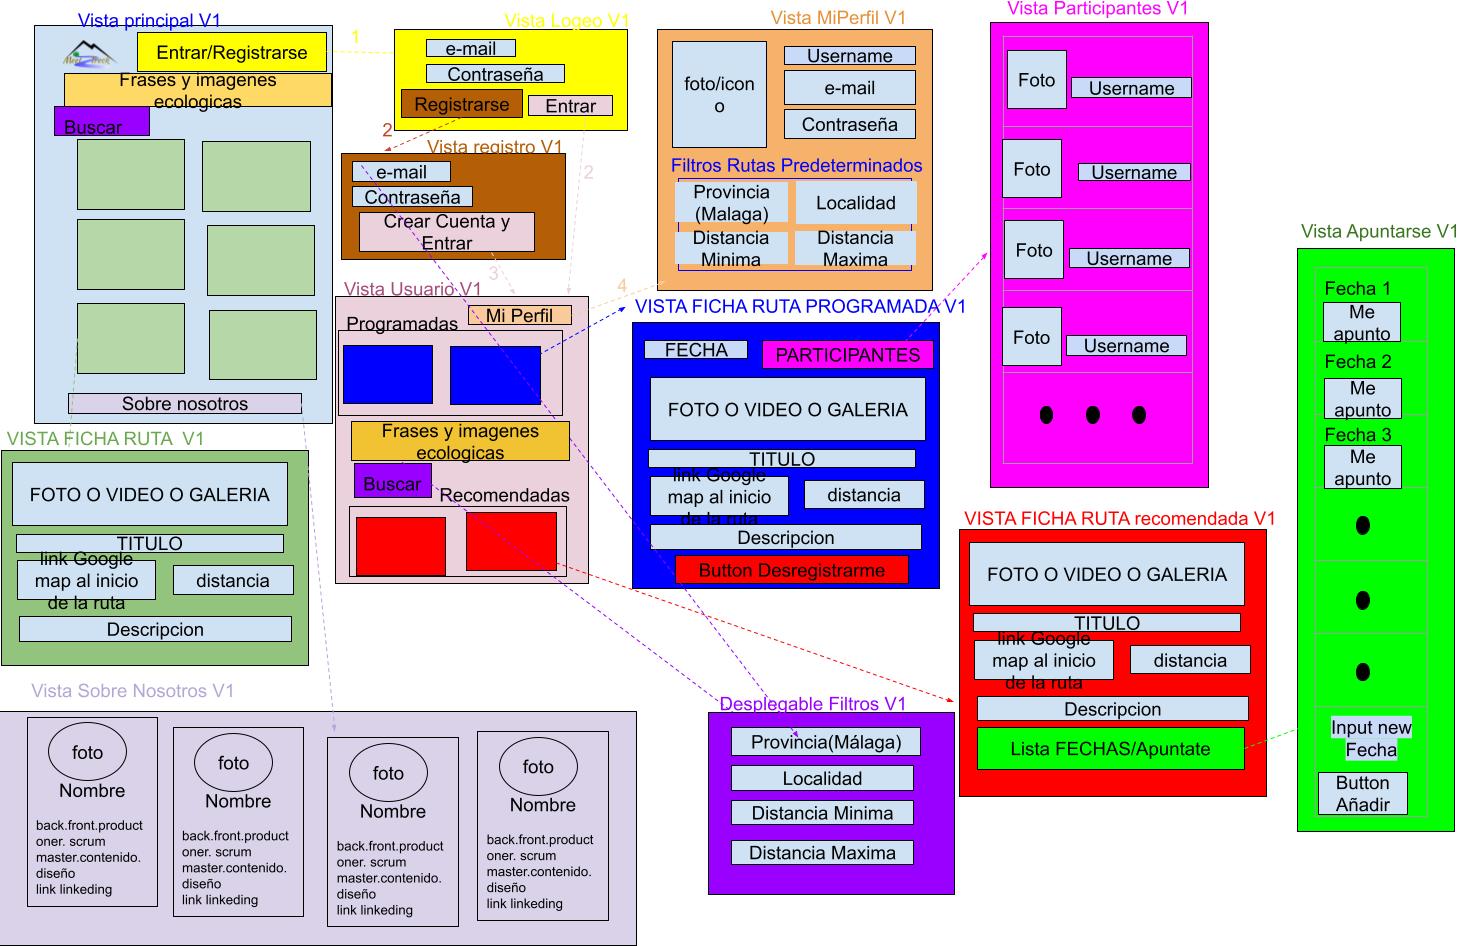 Vista principal V1
Entrar/Registrarse
Frases y imagenes
ecologicas
Buscar
Sobre nosotros
1
Vista Logeo V1
e-mail
Contraseña
Registrarse
Entrar
2
2
Vista registro V1
e-mail
Contraseña
Crear Cuenta y
Entrar
3
Vista Usuario V1
Mi Perfil
4
Programadas
Frases y imagenes
ecologicas
Buscar
Recomendadas
Vista MiPerfil V1
foto/icon
o
Username
e-mail
Contraseña
Filtros Rutas Predeterminados
Provincia
(Malaga)
Localidad
Distancia
Minima
Distancia
Maxima
VISTA FICHA RUTA PROGRAMADA V1
FECHA
PARTICIPANTES
FOTO O VIDEO O GALERIA
TITULO
link Google
map al inicio
de la ruta
distancia
Descripcion
Button Desregistrarme
Vista Participantes V1
Foto
Username
Foto
Username
Foto
Username
Foto
Username
Vista Apuntarse V1
Fecha 1
Me
apunto
Fecha 2
Me
apunto
Fecha 3
Me
apunto
Input new
Fecha
Button
Añadir
VISTA FICHA RUTA V1
FOTO O VIDEO O GALERIA
TITULO
link Google
map al inicio
de la ruta
distancia
Descripcion
VISTA FICHA RUTA recomendada V1
FOTO O VIDEO O GALERIA
TITULO
link Google
map al inicio
de la ruta
distancia
Descripcion
Lista FECHAS/Apuntate
Vista Sobre Nosotros V1
foto
Nombre
back.front.product
oner. scrum
master.contenido.
diseño
link linkeding
foto
Nombre
back.front.product
oner. scrum
master.contenido.
diseño
link linkeding
foto
Nombre
back.front.product
oner. scrum
master.contenido.
diseño
link linkeding
foto
Nombre
back.front.product
oner. scrum
master.contenido.
diseño
link linkeding
Desplegable Filtros V1
Provincia(Málaga)
Localidad
Distancia Minima
Distancia Maxima